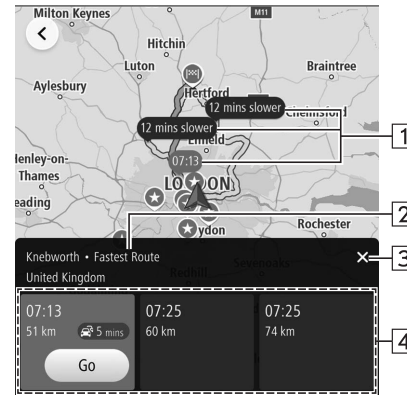 Milton Keynes
M11
Hitchin
Luton
Braintree
Aylesbury
Hertford
12 mins slower
Chelmsford
12 mins slower
1
Enfield
Henley-on-
Thames
07:13
LONDON
eading
ydon
Rochester
2
Knebworth • Fastest Route
3
United Kingdom
Redhill
Sevenoaks
07:13
07:25
07:25
51 km
5 mins
60 km
74 km
4
Go